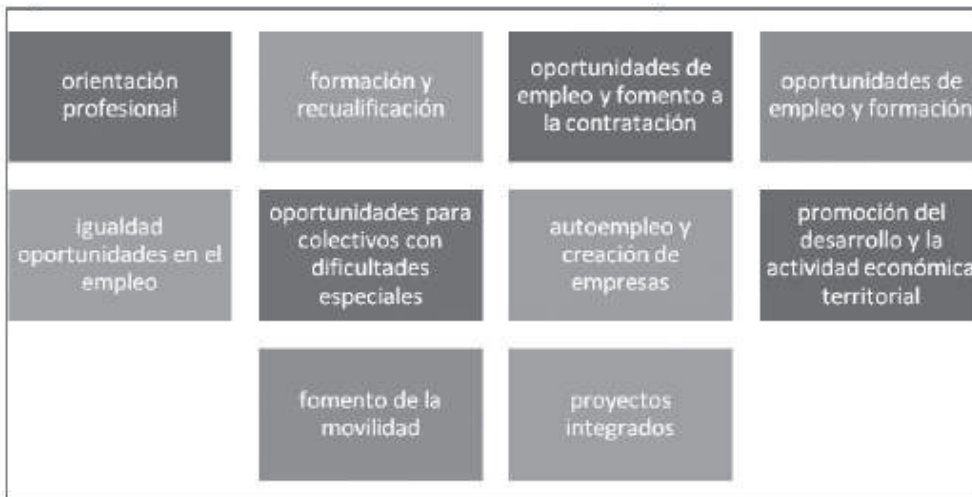 orientación
profesional
formación y
recualificación
oportunidades de
empleo y fomento a
la contratación
oportunidades de
empleo y formación
igualdad
oportunidades en el
empleo
oportunidades para
colectivos con
dificultades
especiales
autoempleo y
creación de
empresas
promoción del
desarrollo y la
actividad económica
territorial
fomento de la
movilidad
proyectos
integrados